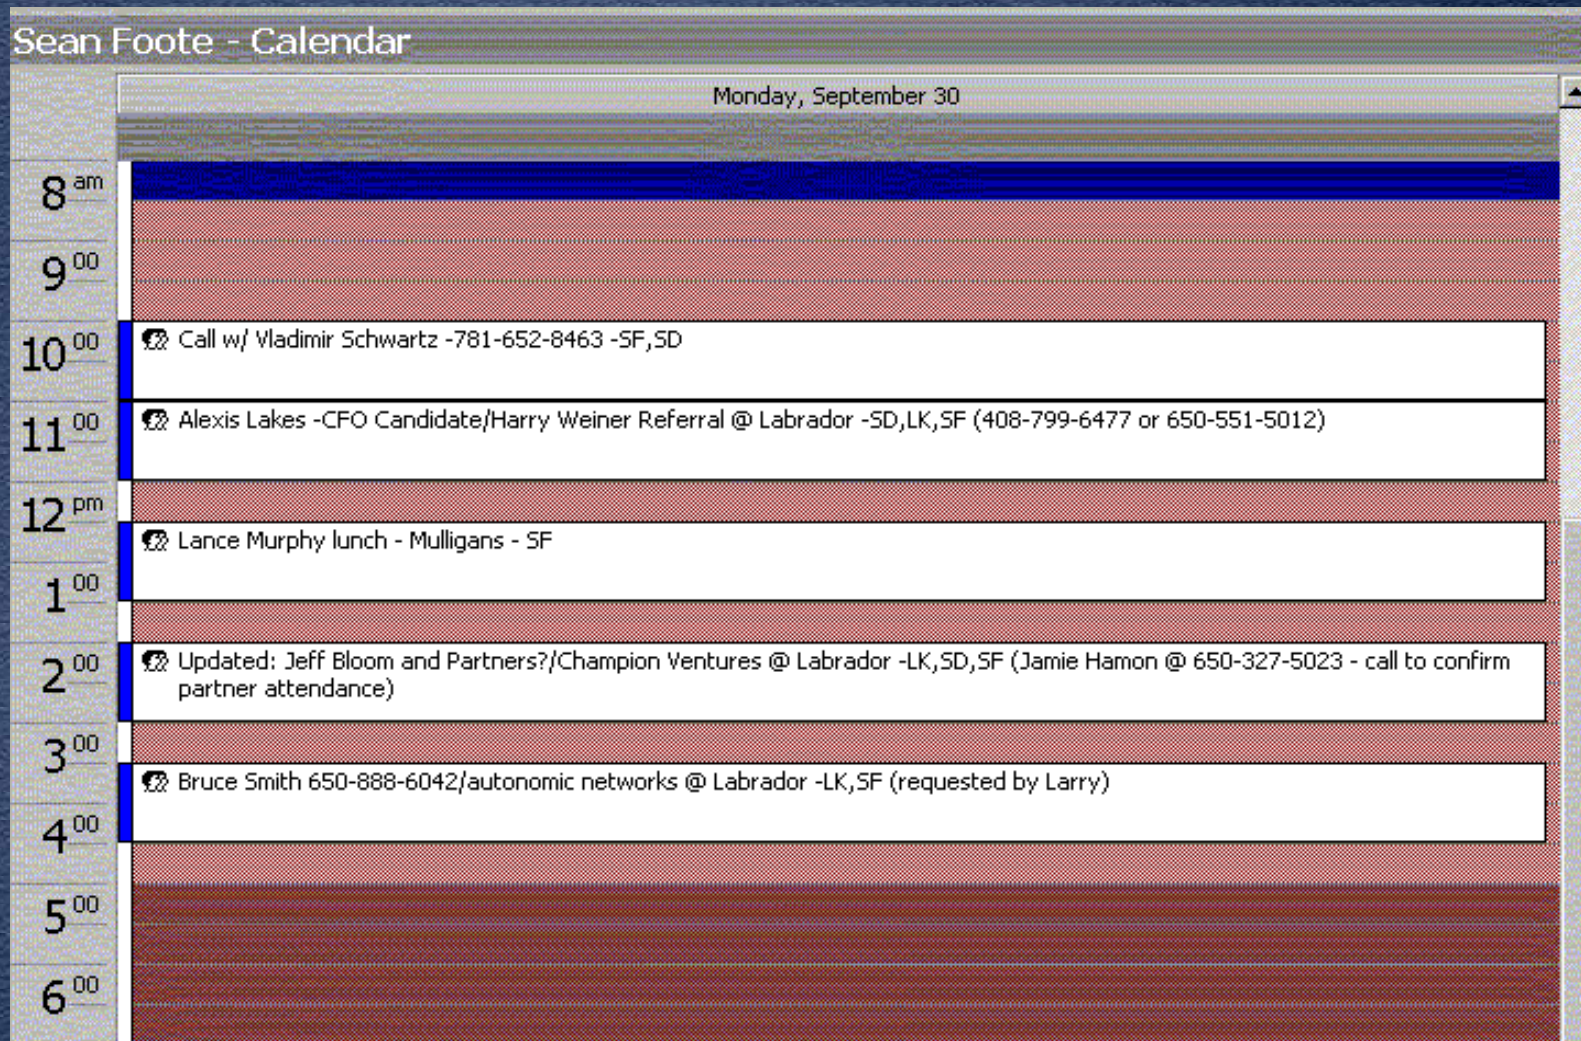 Sean Foote - Calendar
Monday, September 30
8 am
9 00
10 00
Call w/ Vladimir Schwartz -781-652-8463 -SF,SD
11 00
Alexis Lakes -CFO Candidate/Harry Weiner Referral @ Labrador -SD,LK,SF (408-799-6477 or 650-551-5012)
12 pm
Lance Murphy lunch - Mulligans - SF
1 00
2 00
Updated: Jeff Bloom and Partners?/Champion Ventures @ Labrador -LK,SD,SF (Jamie Hamon @ 650-327-5023 - call to confirm
partner attendance)
3 00
Bruce Smith 650-888-6042/autonomic networks @ Labrador -LK,SF (requested by Larry)
4 00
5 00
6 00